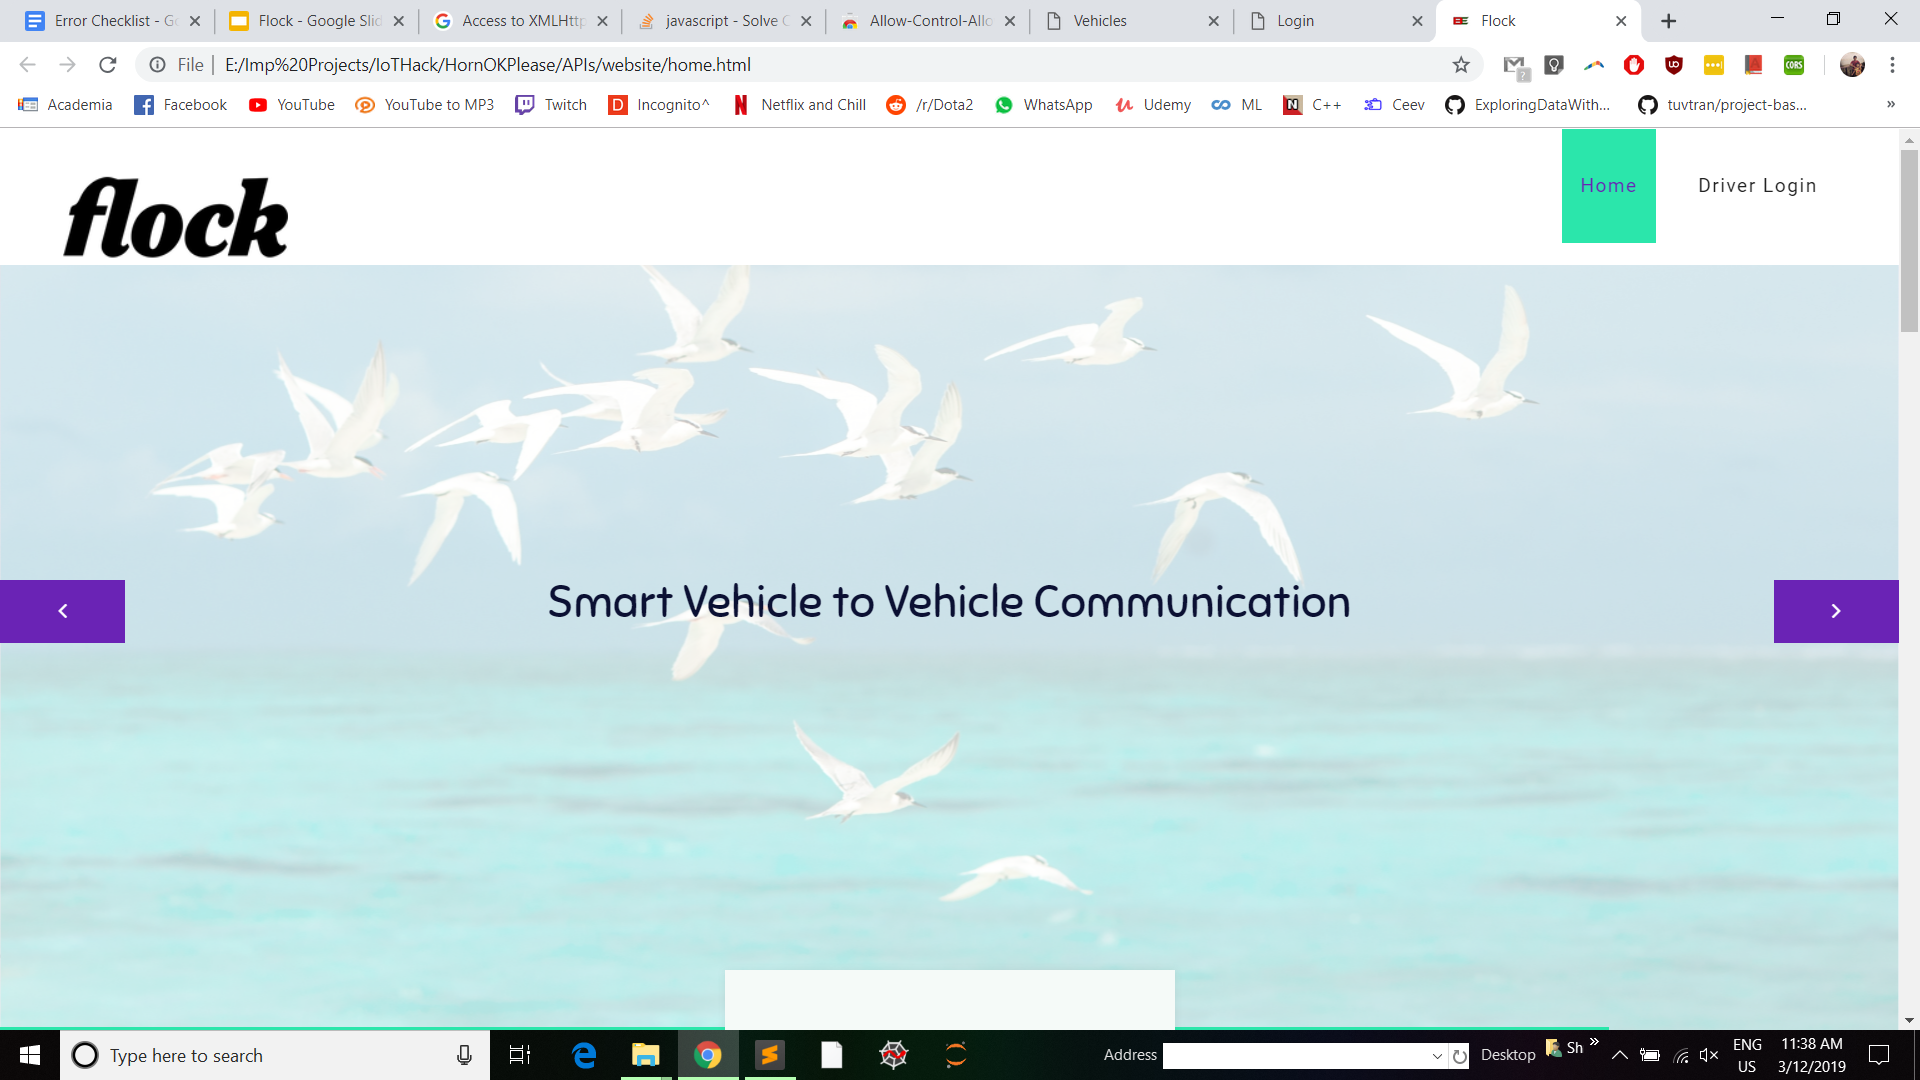 Error Checklist - Go
Flock - Google Slid
Access to XMLHttp
javascript - Solve C
Allow-Control-Allo
Vehicles
Login
Flock
File
E:/Imp%20Projects/IoTHack/HornOKPlease/APIs/website/home.html
CORS
Academia
Facebook
YouTube
YouTube to MP3
Twitch
Incognito^
Netflix and Chill
/r/Dota2
WhatsApp
Udemy
ML
C++
Ceev
ExploringDataWith...
tuvtran/project-bas...
»
flock
Home
Driver Login
Smart Vehicle to Vehicle Communication
Type here to search
Address
Desktop
Sh
»
ENG
US
11:38 AM
3/12/2019